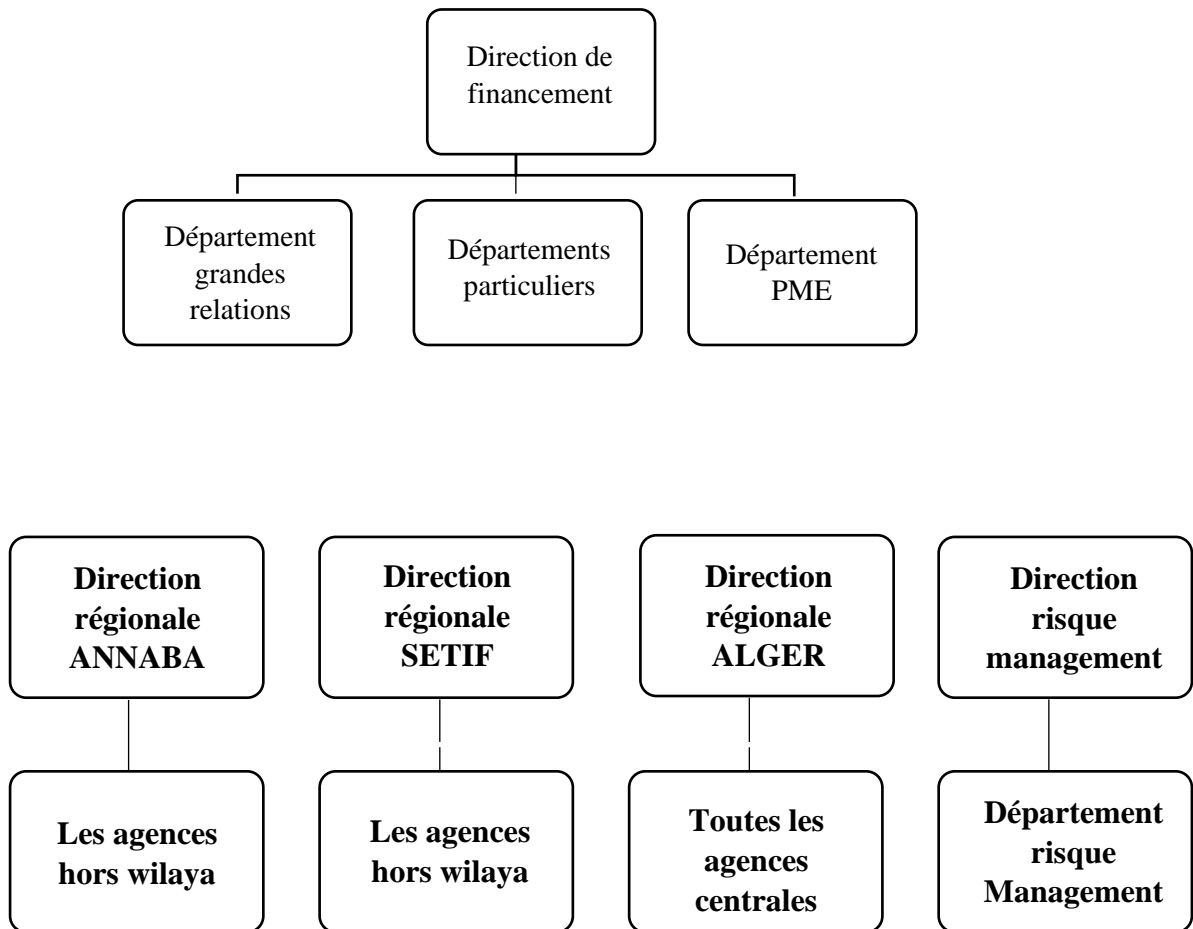 Direction de
financement
Département
grandes
relations
Départements
particuliers
Département
PME
Direction
régionale
ANNABA
Direction
régionale
SETIF
Direction
régionale
ALGER
Direction
risque
management
Les agences
hors wilaya
Les agences
hors wilaya
Toutes les
agences
centrales
Département
risque
Management